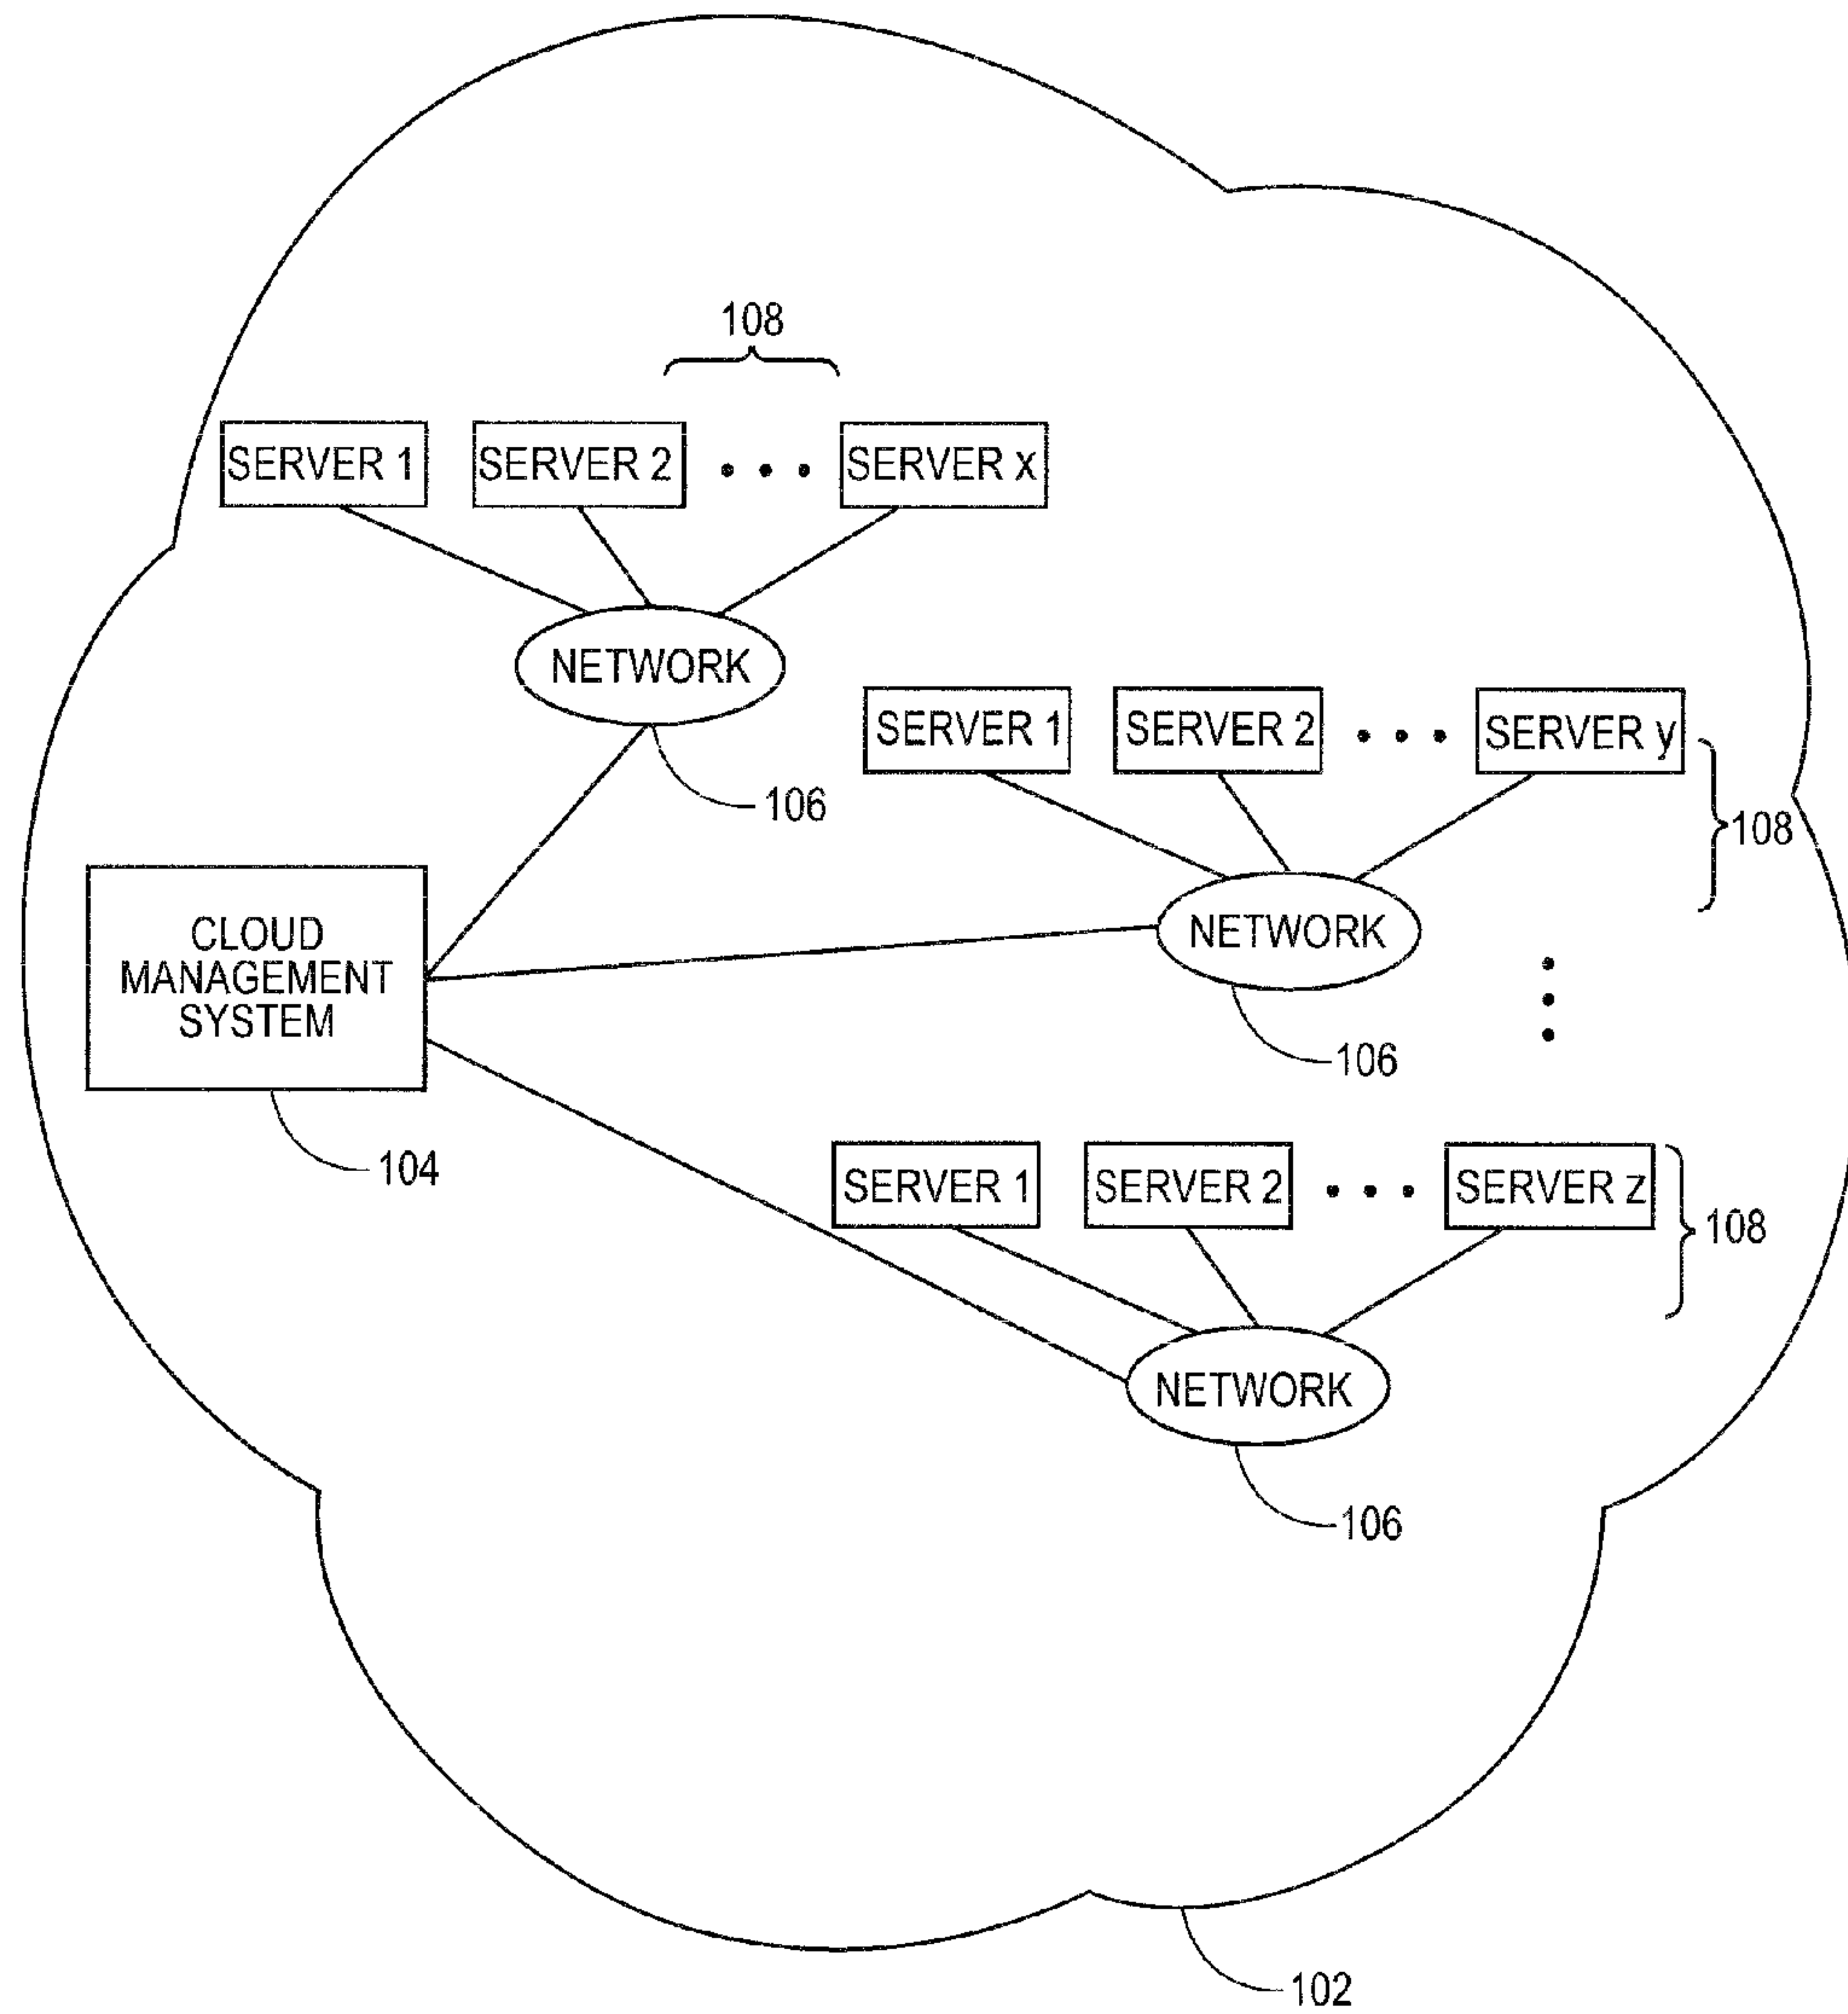 108
SERVER 1
SERVER 2
SERVER x
NETWORK
106
SERVER 1
SERVER 2
SERVER y
108
NETWORK
106
CLOUD
MANAGEMENT
SYSTEM
104
SERVER 1
SERVER 2
SERVER z
108
NETWORK
106
102